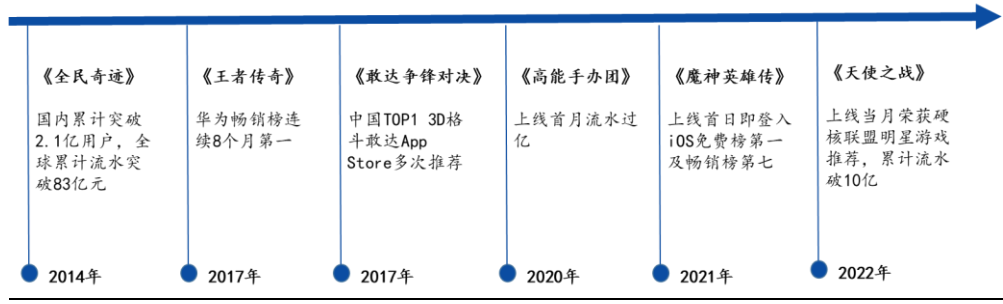 《全民奇迹》
国内累计突破
2.1亿用户，全
球累计流水突
破83亿元
2014年
《王者传奇》
华为畅销榜连
续8个月第一
2017年
《敢达争锋对决》
中国TOP1 3D格
斗敢达App
Store多次推荐
2017年
《高能手办团》
上线首月流水过
亿
2020年
《魔神英雄传》
上线首日即登入
iOS免费榜第一
及畅销榜第七
2021年
《天使之战》
上线当月荣获硬
核联盟明星游戏
推荐，累计流水
破10亿
2022年